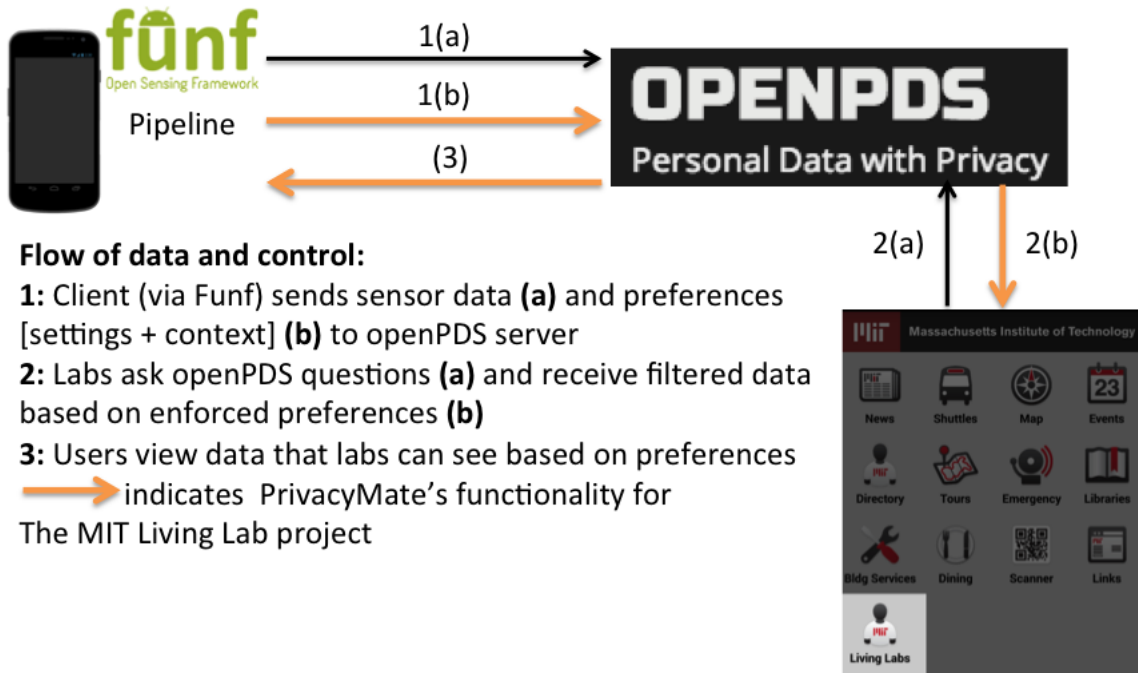 fünf
Open Sensing Framework
Pipeline
1(a)
1(b)
(3)
OPENPDS
Personal Data with Privacy
2(a)
2(b)
Flow of data and control:
1: Client (via Funf) sends sensor data (a) and preferences
[settings + context] (b) to openPDS server
2: Labs ask openPDS questions (a) and receive filtered data
based on enforced preferences (b)
3: Users view data that labs can see based on preferences
indicates PrivacyMate's functionality for
The MIT Living Lab project
MIT Massachusetts Institute of Technology
MIT
23
News Shuttles Map Events
MIT
Directory Tours Emergency Libraries
Bldg Services Dining Scanner Links
MIT
Living Labs